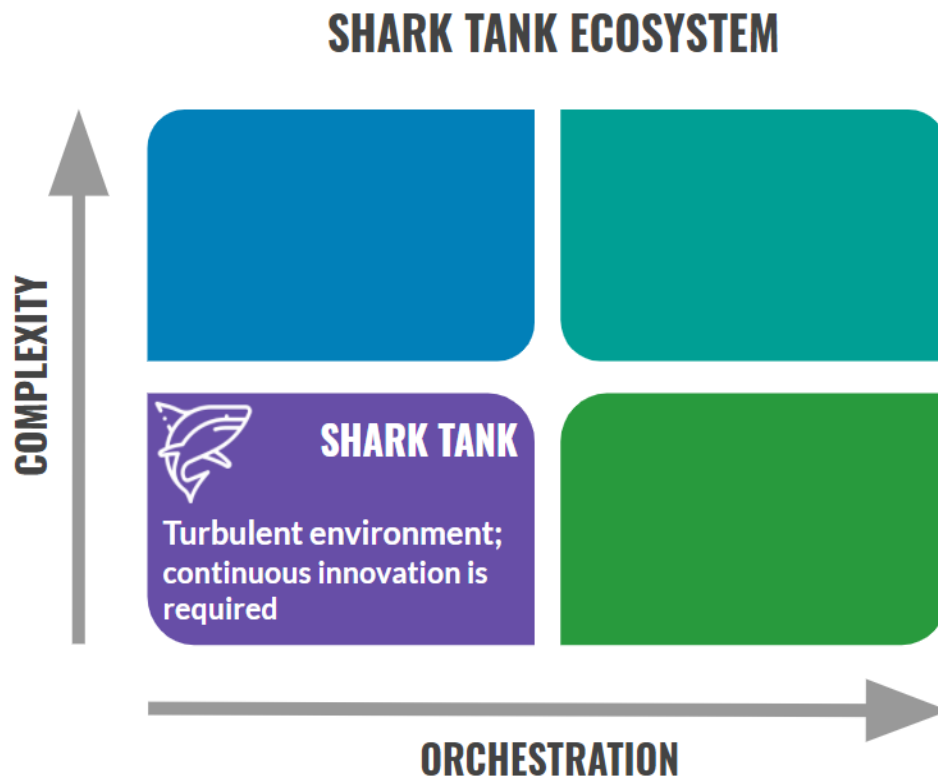 SHARK TANK ECOSYSTEM
COMPLEXITY
SHARK TANK
Turbulent environment;
continuous innovation is
required
ORCHESTRATION